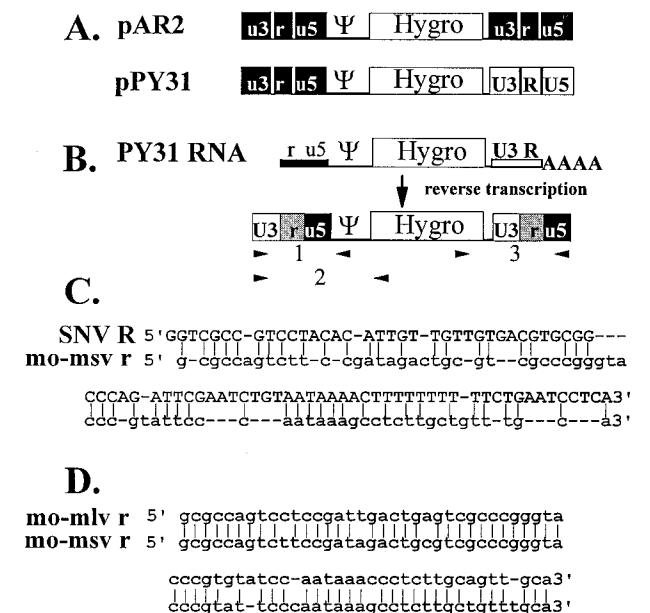 A. pAR2 u3 r u5 Ψ Hygro u3 r u5
pPY31 u3 r u5 Ψ Hygro U3 R U5
B. PY31 RNA r u5 Ψ Hygro U3 R AAAA
reverse transcription
U3 r u5 Ψ Hygro U3 r u5
1 3
2
C.
SNV R 5'GGTCGCC-GTCCTACAC-ATTGT-TGTTGTGACGTGCGG---
mo-msv r 5' g-cgccagtctt-c-cgatagactgc-gt--cgcccgggta
CCCAG-ATTCGAATCTGTAATAAAACTTTTTTTTT-TTCTGAATCCTCA3'
ccc-gtattcc---c---aataaagcctcttgctgtt-tg---c---a3'
D.
mo-mlv r 5' gcgccagtcctccgattgactgagtcgcccgggta
mo-msv r 5' gcgccagtcttccgatagactgcgtcgcccgggta
cccgtgtatcc-aataaaccctcttgcagtt-gca3'
cccgtat-tcccaataaagcctcttgctgtttgca3'